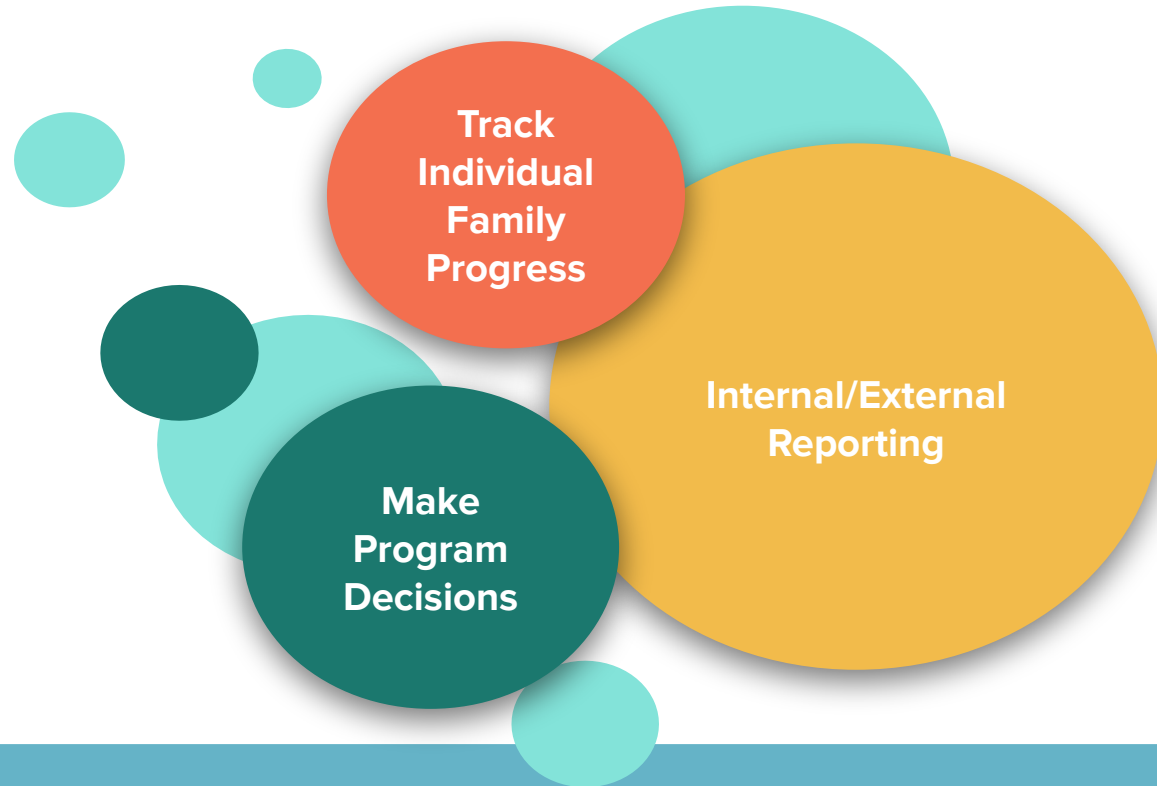 Track
Individual
Family
Progress
Internal/External
Reporting
Make
Program
Decisions